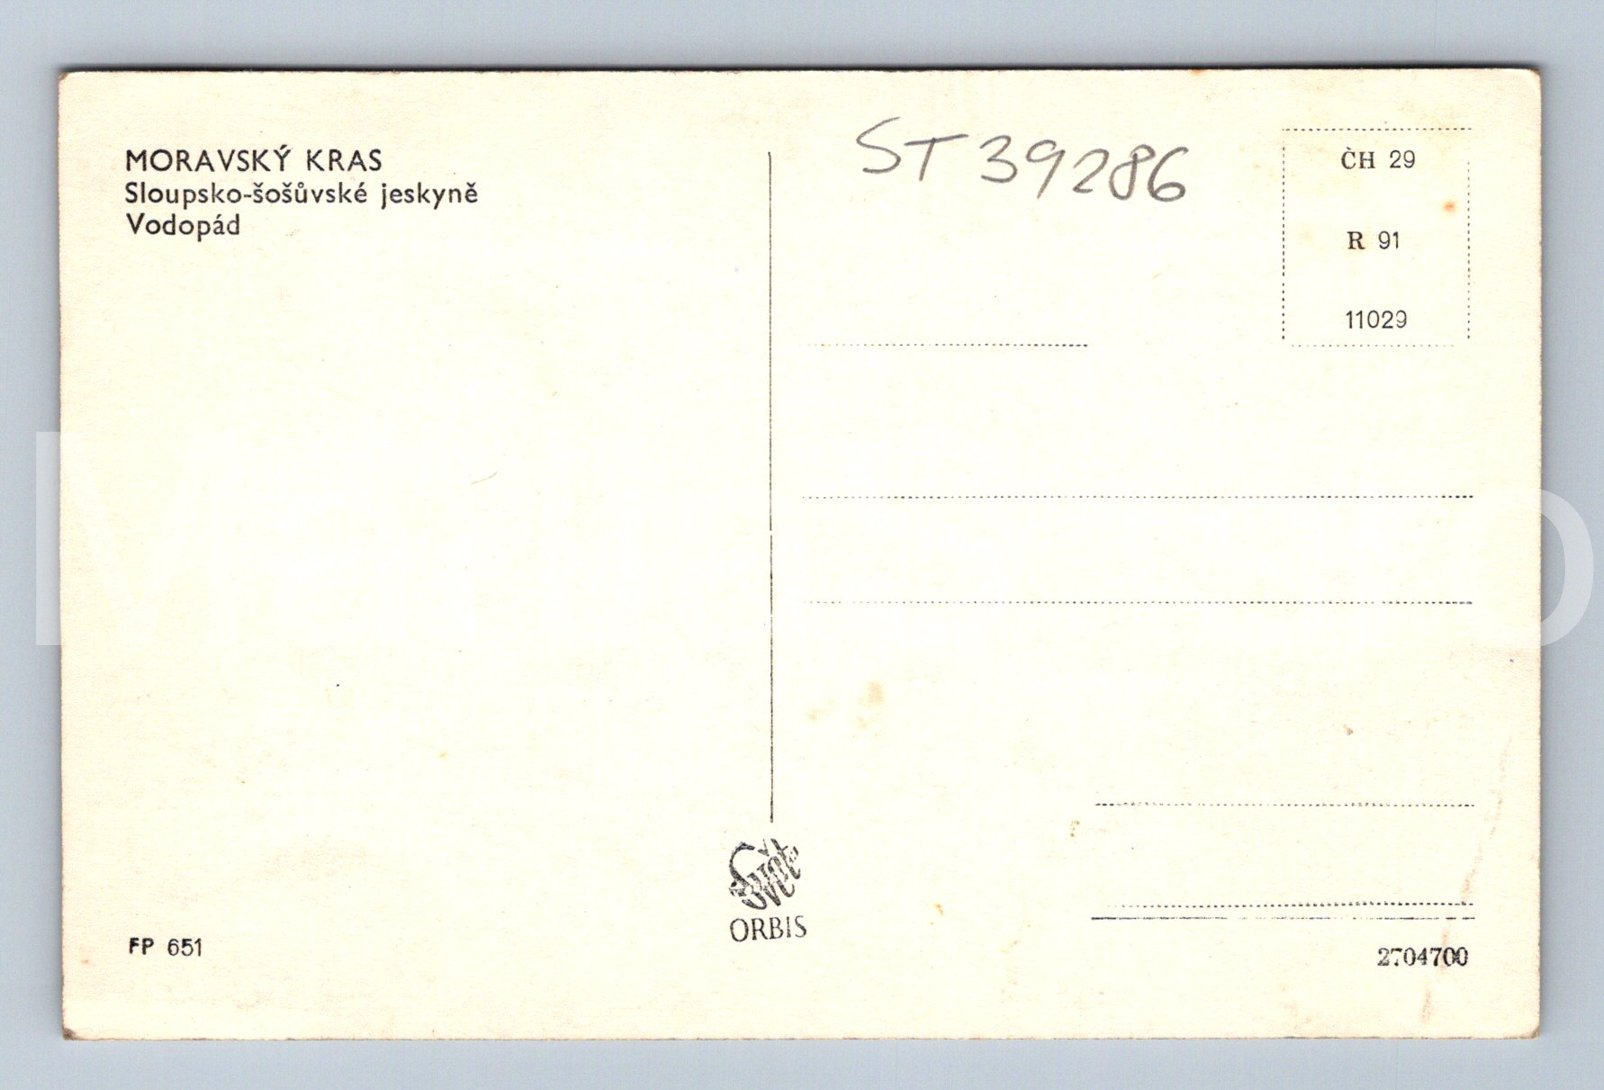 MORAVSKÝ KRAS
Sloupsko-šošůvské jeskyně
Vodopád
ST 39286
ČH 29
R 91
11029
Svět
ORBIS
FP 651
2704700